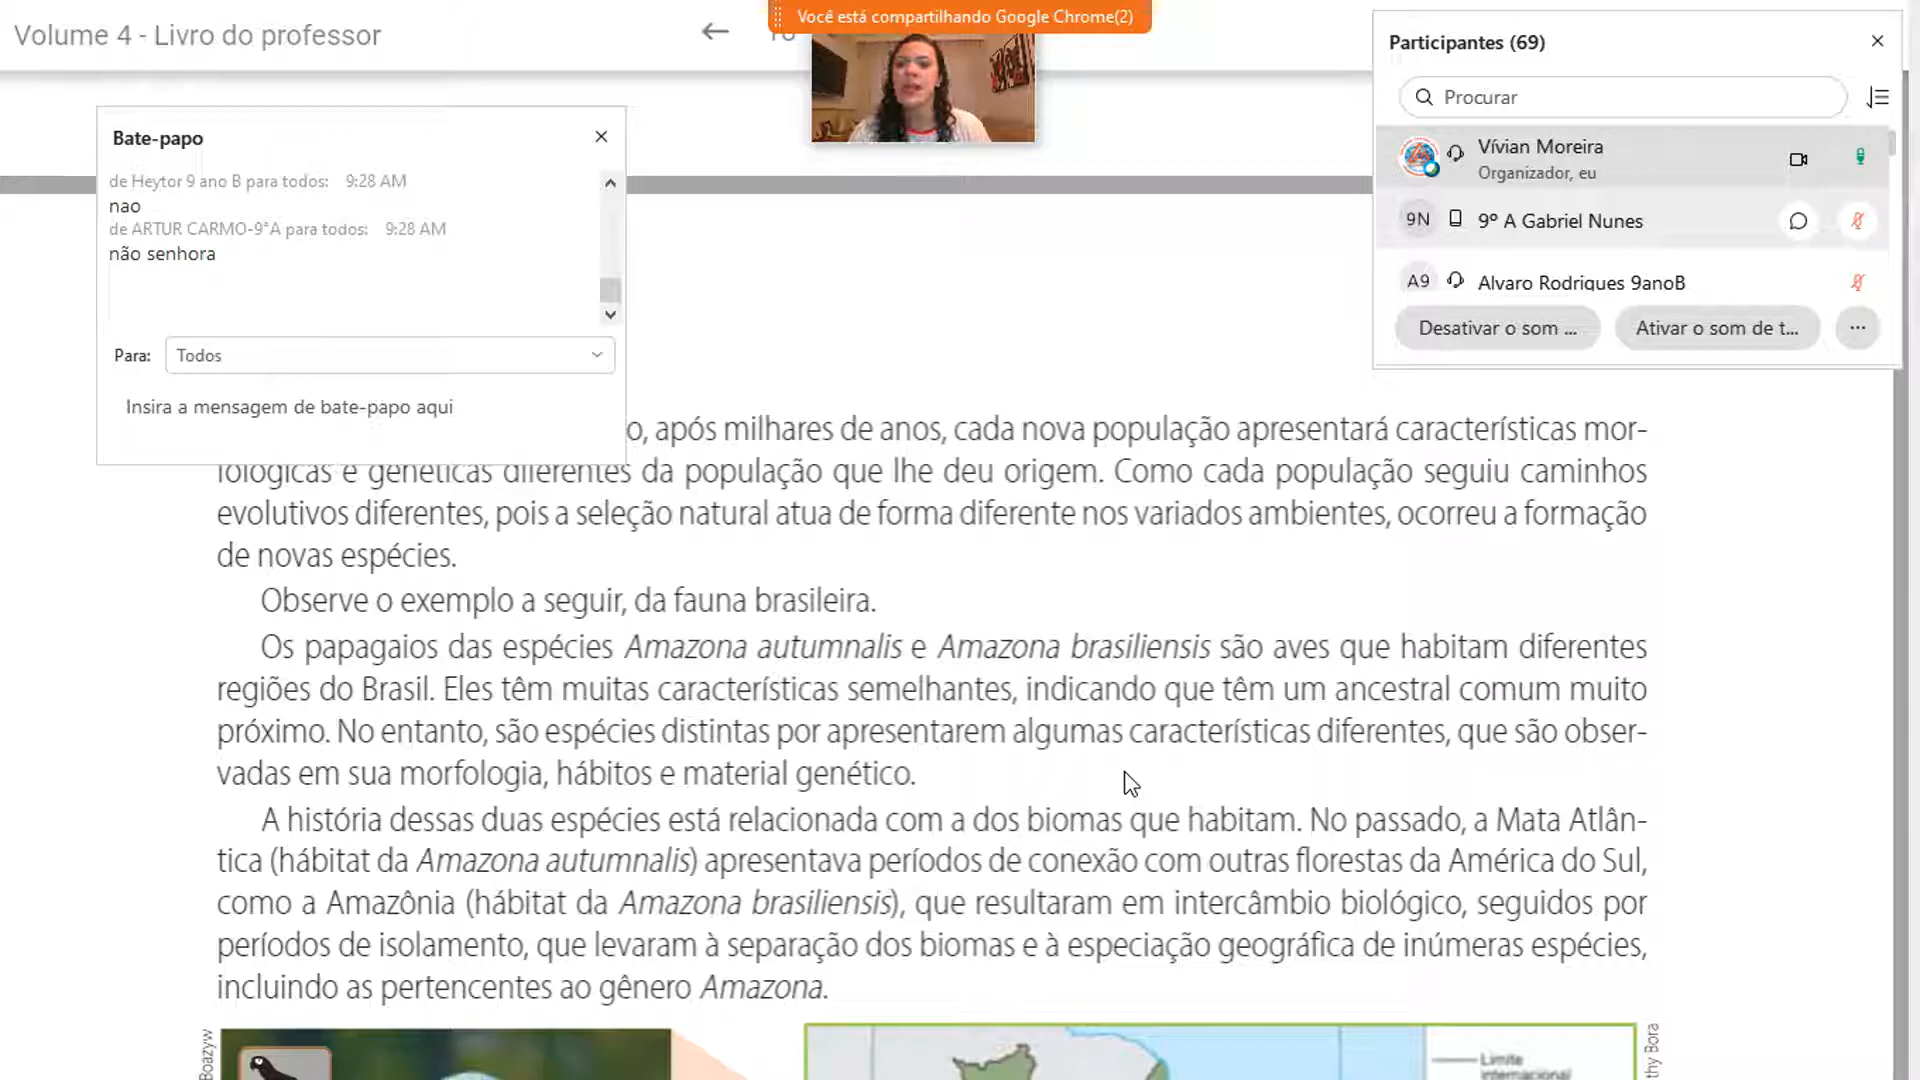 Você está compartilhando Google Chrome(2)
Volume 4 - Livro do professor
Participantes (69)
Procurar
Vívian Moreira
Organizador, eu
9N 9º A Gabriel Nunes
A9 Alvaro Rodrigues 9anoB
Desativar o som ...
Ativar o som de t...
Bate-papo
de Heytor 9 ano B para todos: 9:28 AM
nao
de ARTUR CARMO-9°A para todos: 9:28 AM
não senhora
Para: Todos
Insira a mensagem de bate-papo aqui
o, após milhares de anos, cada nova população apresentará características mor-
fológicas e genéticas diferentes da população que lhe deu origem. Como cada população seguiu caminhos
evolutivos diferentes, pois a seleção natural atua de forma diferente nos variados ambientes, ocorreu a formação
de novas espécies.
Observe o exemplo a seguir, da fauna brasileira.
Os papagaios das espécies Amazona autumnalis e Amazona brasiliensis são aves que habitam diferentes
regiões do Brasil. Eles têm muitas características semelhantes, indicando que têm um ancestral comum muito
próximo. No entanto, são espécies distintas por apresentarem algumas características diferentes, que são obser-
vadas em sua morfologia, hábitos e material genético.
A história dessas duas espécies está relacionada com a dos biomas que habitam. No passado, a Mata Atlân-
tica (hábitat da Amazona autumnalis) apresentava períodos de conexão com outras florestas da América do Sul,
como a Amazônia (hábitat da Amazona brasiliensis), que resultaram em intercâmbio biológico, seguidos por
períodos de isolamento, que levaram à separação dos biomas e à especiação geográfica de inúmeras espécies,
incluindo as pertencentes ao gênero Amazona.
Boazyw
Limite
internacional
thy Bora